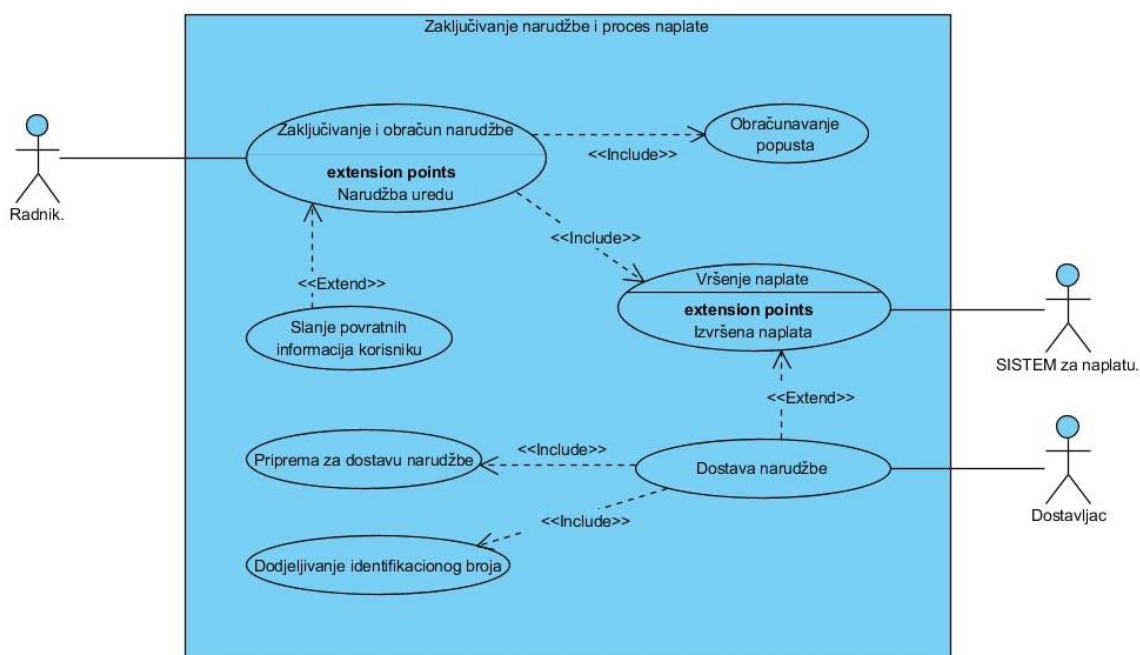 Zaključivanje narudžbe i proces naplate
Radnik.
Zaključivanje i obračun narudžbe
extension points
Narudžba uredu
<<Include>>
Obračunavanje
popusta
<<Include>>
<<Extend>>
Slanje povratnih
informacija korisniku
Vršenje naplate
extension points
Izvršena naplata
SISTEM za naplatu.
<<Extend>>
Priprema za dostavu narudžbe
<<Include>>
Dostava narudžbe
Dostavljac
<<Include>>
Dodjeljivanje identifikacionog broja